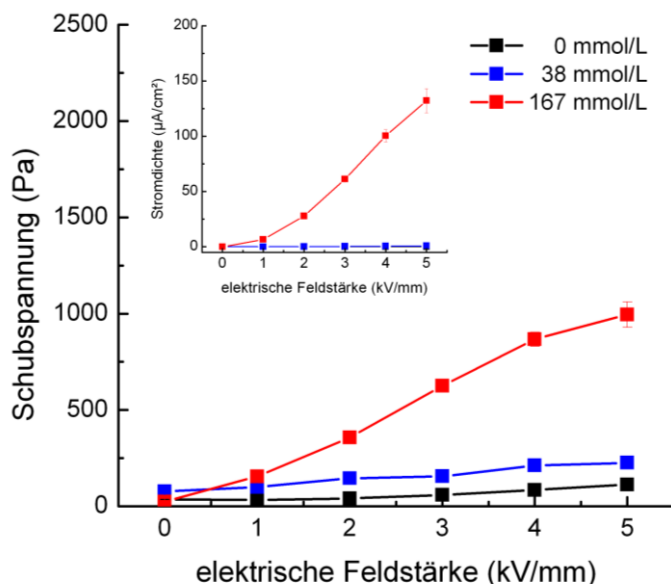 2500
2000
1500
1000
500
0
Schubspannung (Pa)
0 1 2 3 4 5
elektrische Feldstärke (kV/mm)
0 mmol/L
38 mmol/L
167 mmol/L
200
150
100
50
0
Stromdichte (µA/cm²)
0 1 2 3 4 5
elektrische Feldstärke (kV/mm)